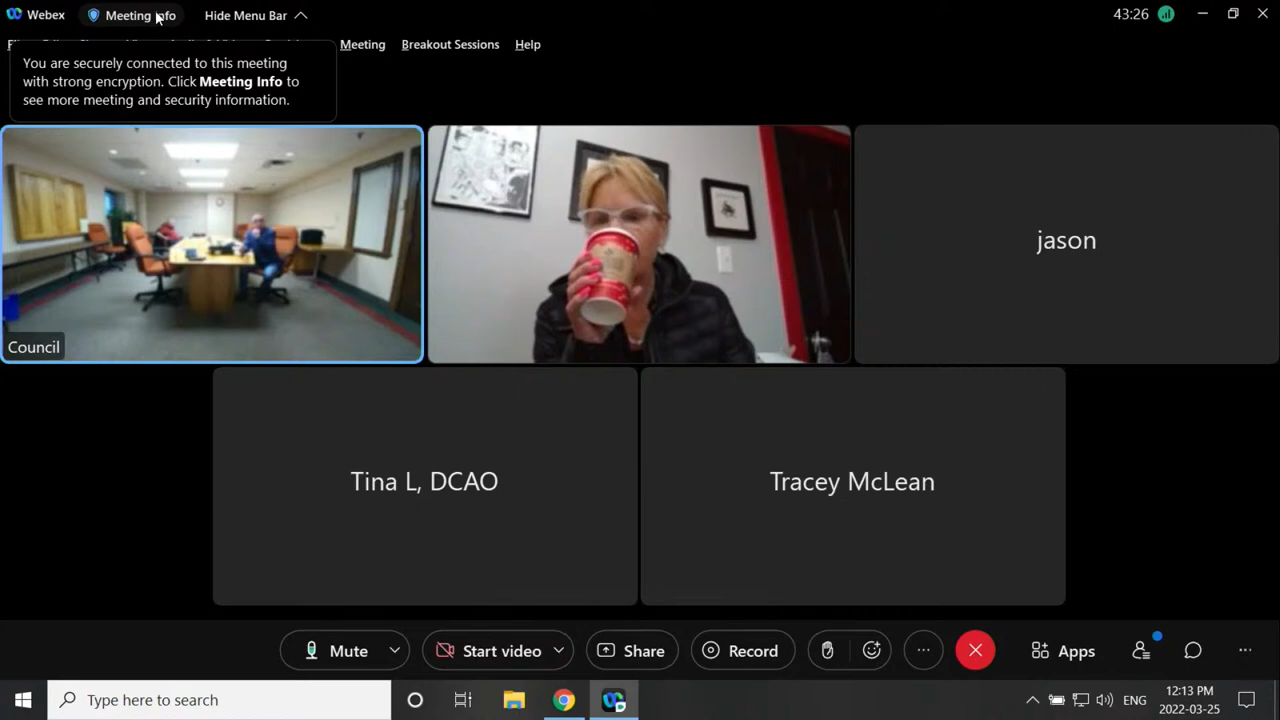 Webex Meeting Info Hide Menu Bar 43:26
Meeting Breakout Sessions Help
You are securely connected to this meeting
with strong encryption. Click Meeting Info to
see more meeting and security information.
Council
jason
Tina L, DCAO
Tracey McLean
Mute Start video Share Record Apps
Type here to search
ENG
12:13 PM
2022-03-25